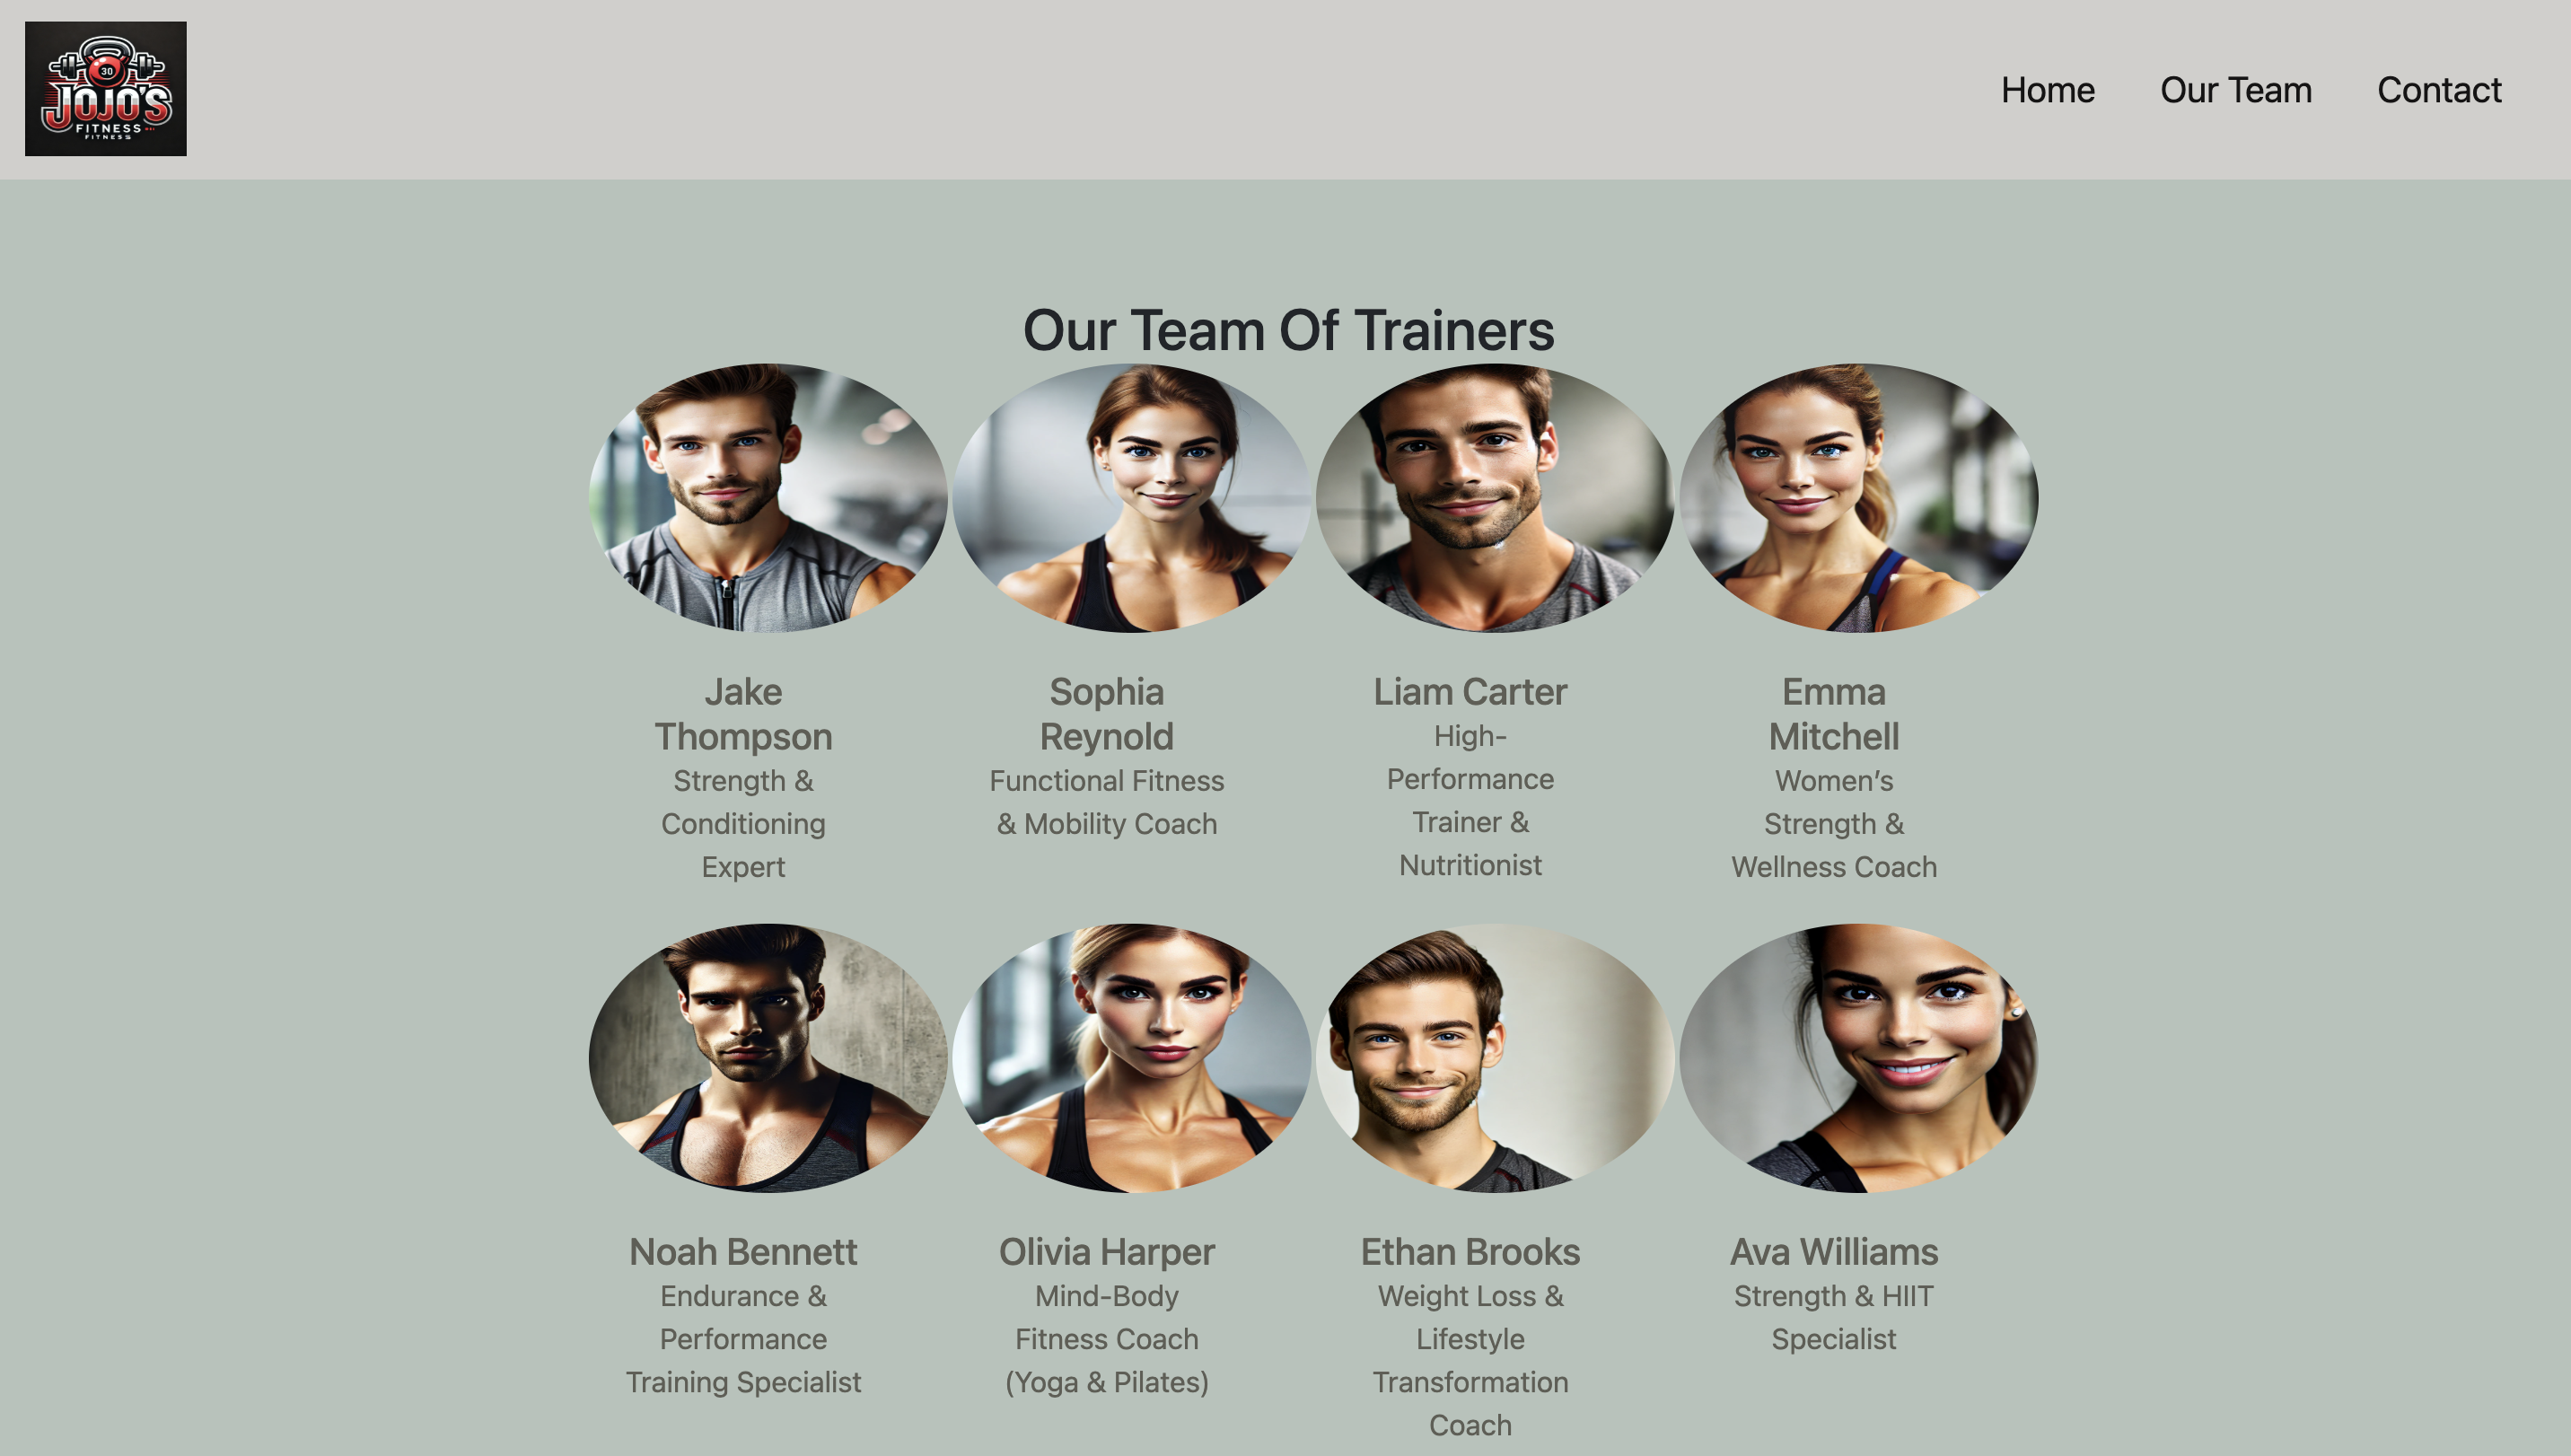 30
JOJO'S
FITNESS
FITNESS
Home
Our Team
Contact
Our Team Of Trainers
Jake
Thompson
Strength &
Conditioning
Expert
Sophia
Reynold
Functional Fitness
& Mobility Coach
Liam Carter
High-
Performance
Trainer &
Nutritionist
Emma
Mitchell
Women’s
Strength &
Wellness Coach
Noah Bennett
Endurance &
Performance
Training Specialist
Olivia Harper
Mind-Body
Fitness Coach
(Yoga & Pilates)
Ethan Brooks
Weight Loss &
Lifestyle
Transformation
Coach
Ava Williams
Strength & HIIT
Specialist